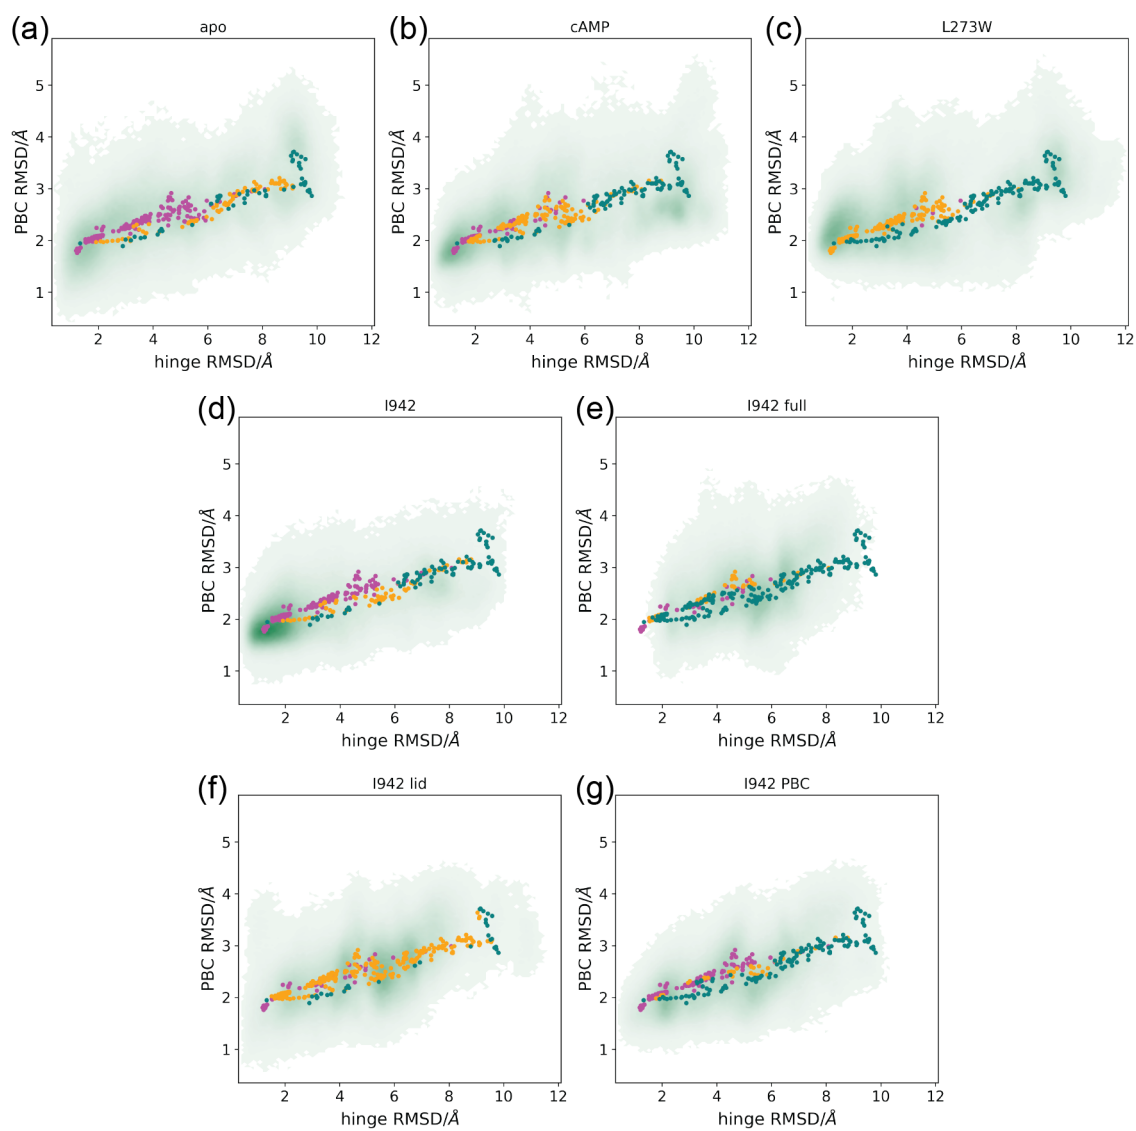 (a) apo
PBC RMSD/Å
5
4
3
2
1
2 4 6 8 10 12
hinge RMSD/Å
(b) cAMP
PBC RMSD/Å
5
4
3
2
1
2 4 6 8 10 12
hinge RMSD/Å
(c) L273W
PBC RMSD/Å
5
4
3
2
1
2 4 6 8 10 12
hinge RMSD/Å
(d) I942
PBC RMSD/Å
5
4
3
2
1
2 4 6 8 10 12
hinge RMSD/Å
(e) I942 full
PBC RMSD/Å
5
4
3
2
1
2 4 6 8 10 12
hinge RMSD/Å
(f) I942 lid
PBC RMSD/Å
5
4
3
2
1
2 4 6 8 10 12
hinge RMSD/Å
(g) I942 PBC
PBC RMSD/Å
5
4
3
2
1
2 4 6 8 10 12
hinge RMSD/Å